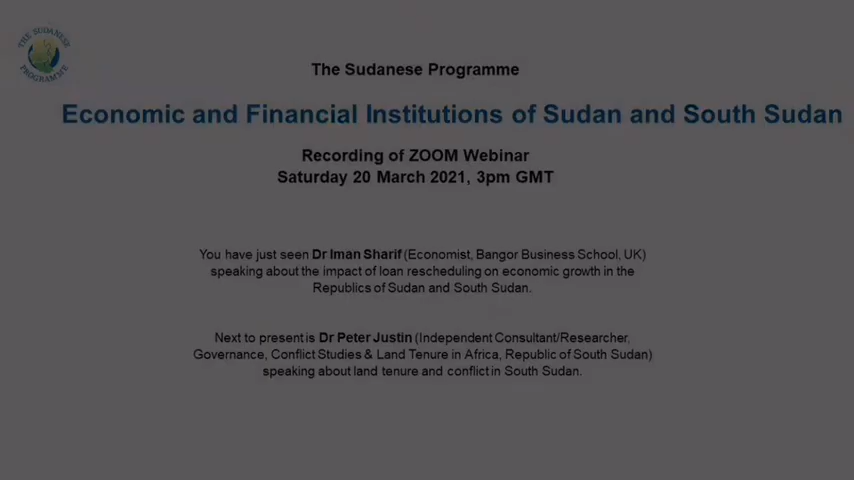 THE SUDANESE
PROGRAMME
The Sudanese Programme
Economic and Financial Institutions of Sudan and South Sudan
Recording of ZOOM Webinar
Saturday 20 March 2021, 3pm GMT
You have just seen Dr Iman Sharif (Economist, Bangor Business School, UK)
speaking about the impact of loan rescheduling on economic growth in the
Republics of Sudan and South Sudan.
Next to present is Dr Peter Justin (Independent Consultant/Researcher,
Governance, Conflict Studies & Land Tenure in Africa, Republic of South Sudan)
speaking about land tenure and conflict in South Sudan.